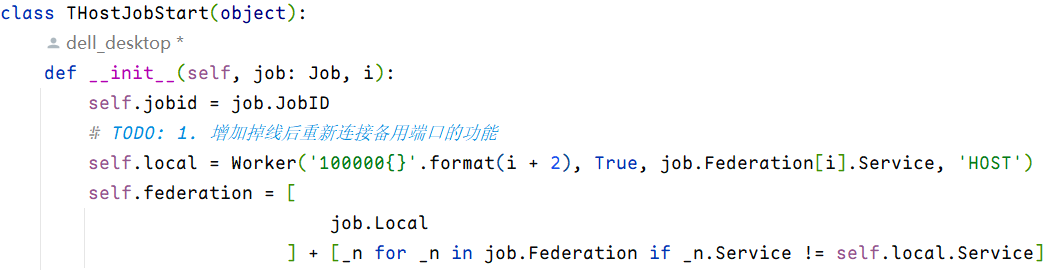 class THostJobStart(object):
dell_desktop *
def __init__(self, job: Job, i):
self.jobid = job.JobID
# TODO: 1. 增加掉线后重新连接备用端口的功能
self.local = Worker('100000{}'.format(i + 2), True, job.Federation[i].Service, 'HOST')
self.federation = [
job.Local
] + [_n for _n in job.Federation if _n.Service != self.local.Service]